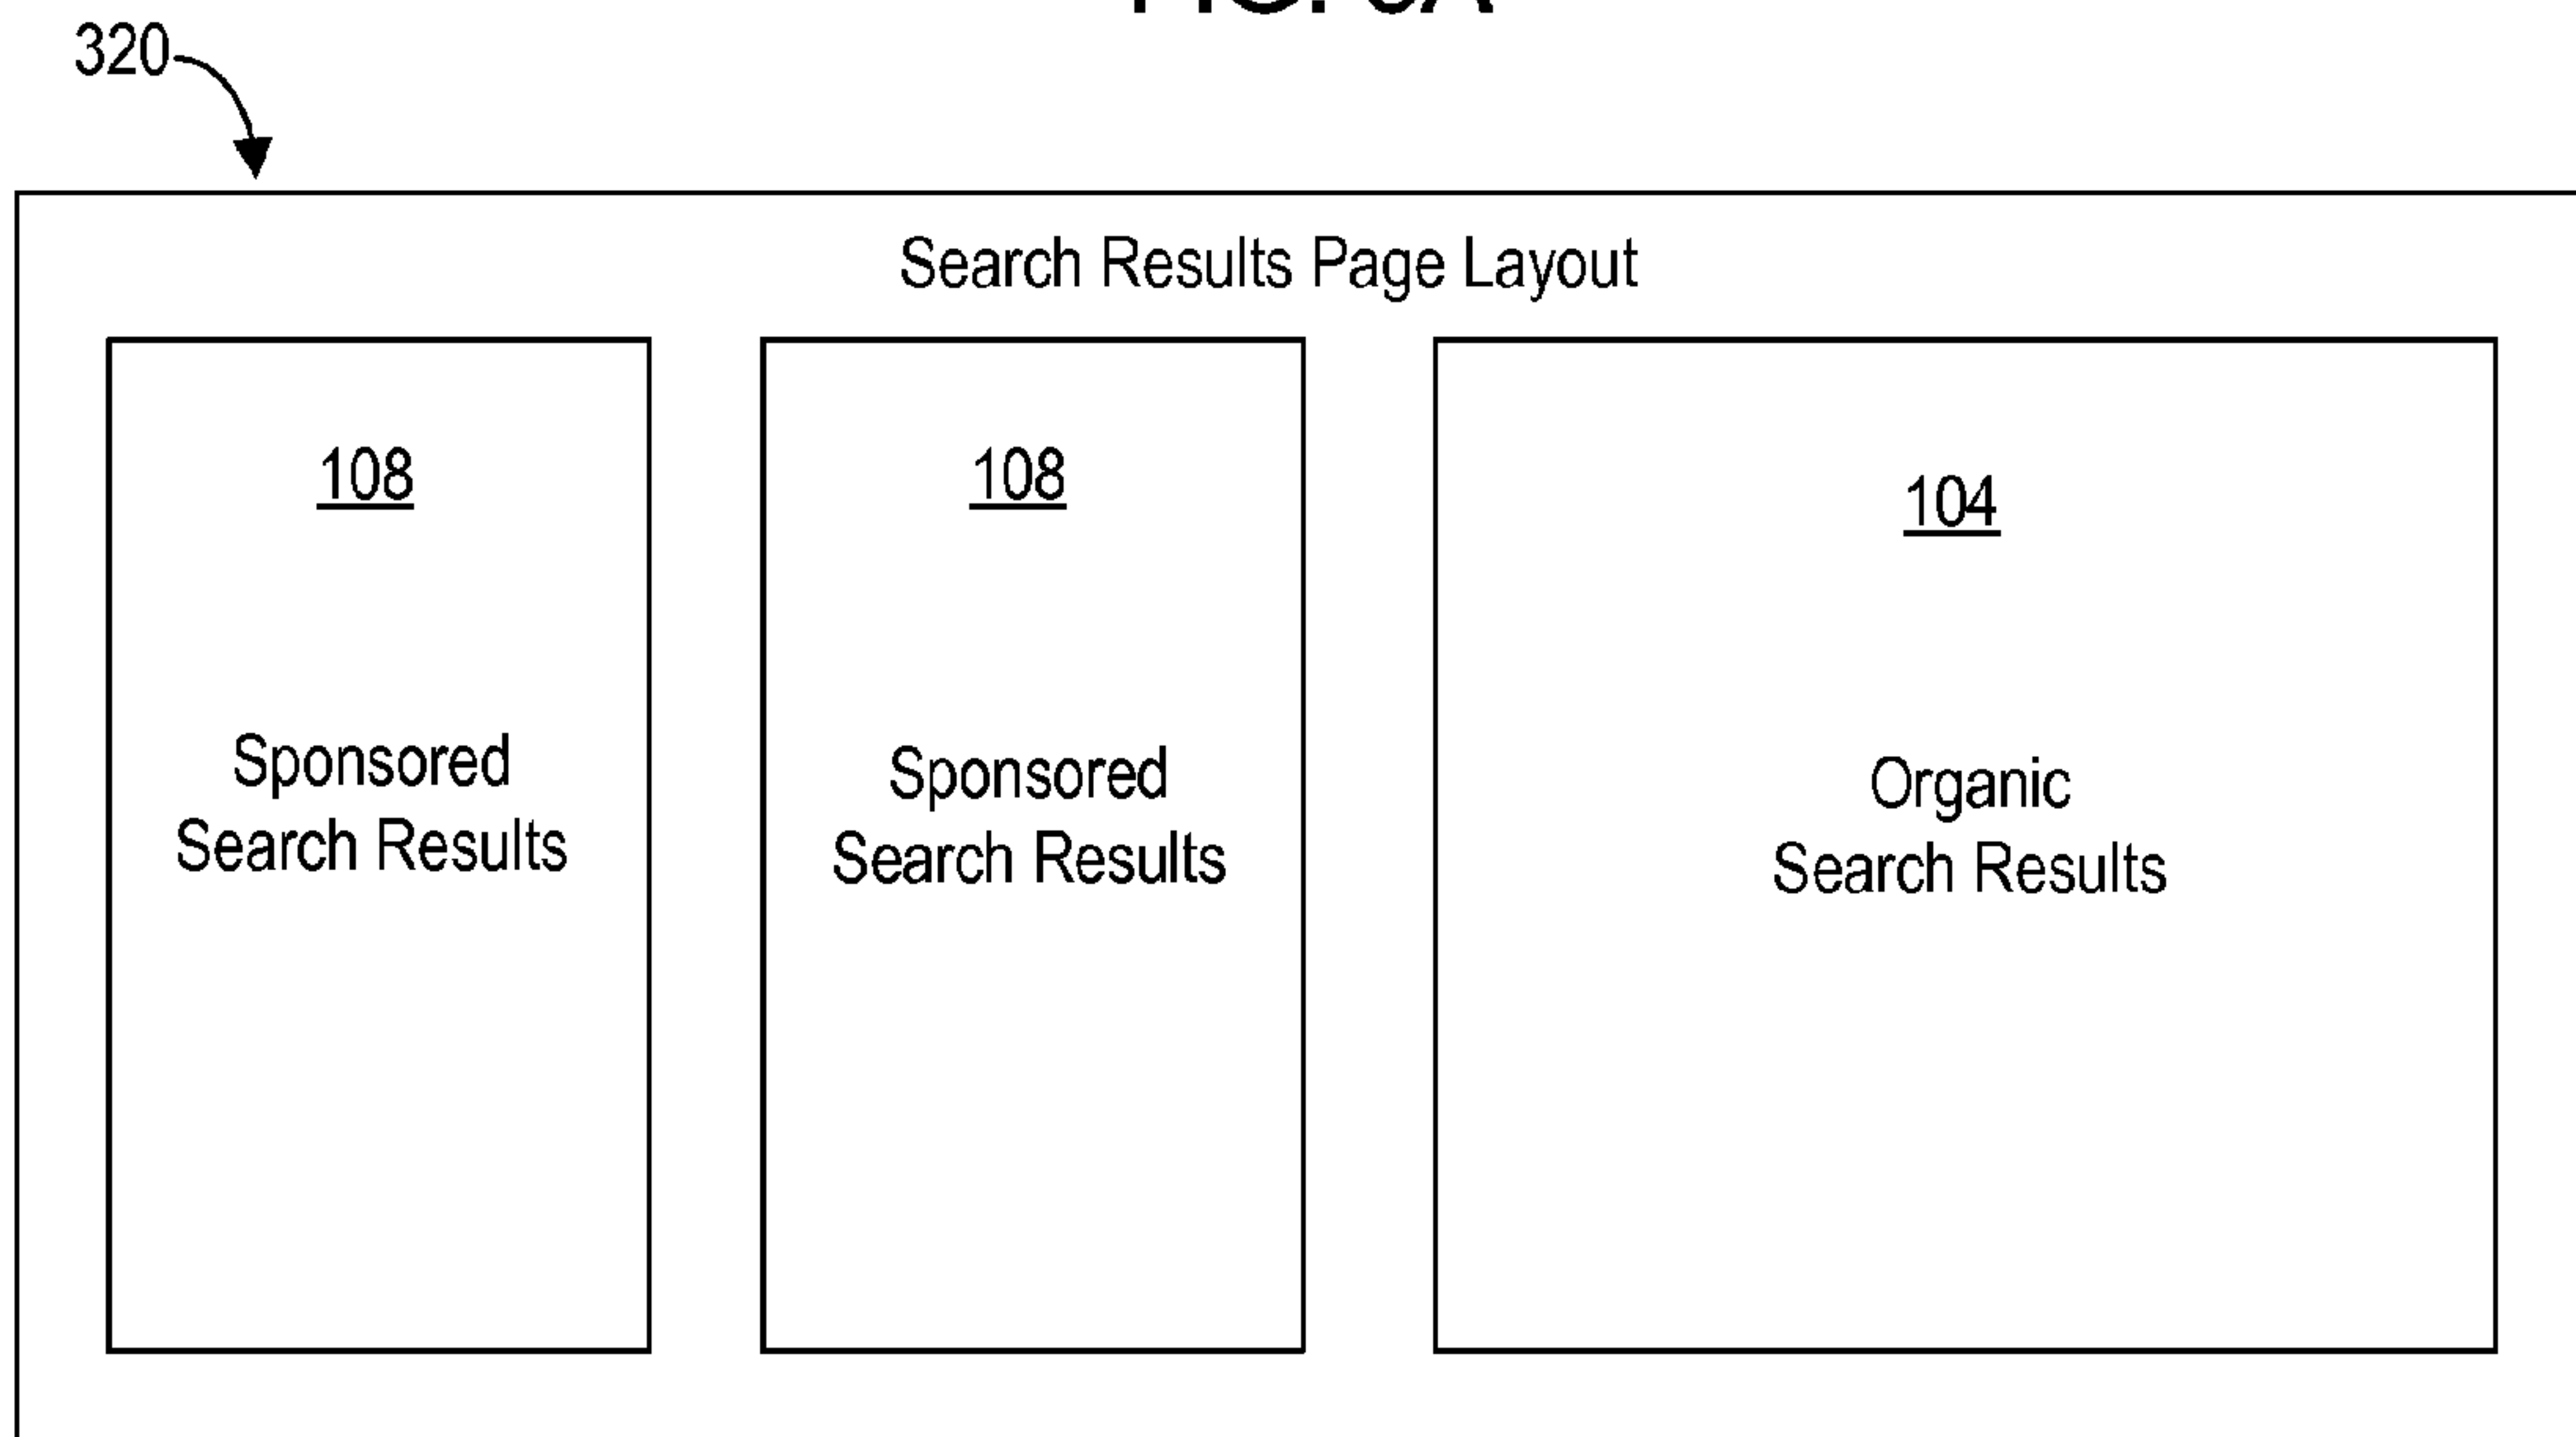 320
Search Results Page Layout
108
Sponsored
Search Results
108
Sponsored
Search Results
104
Organic
Search Results